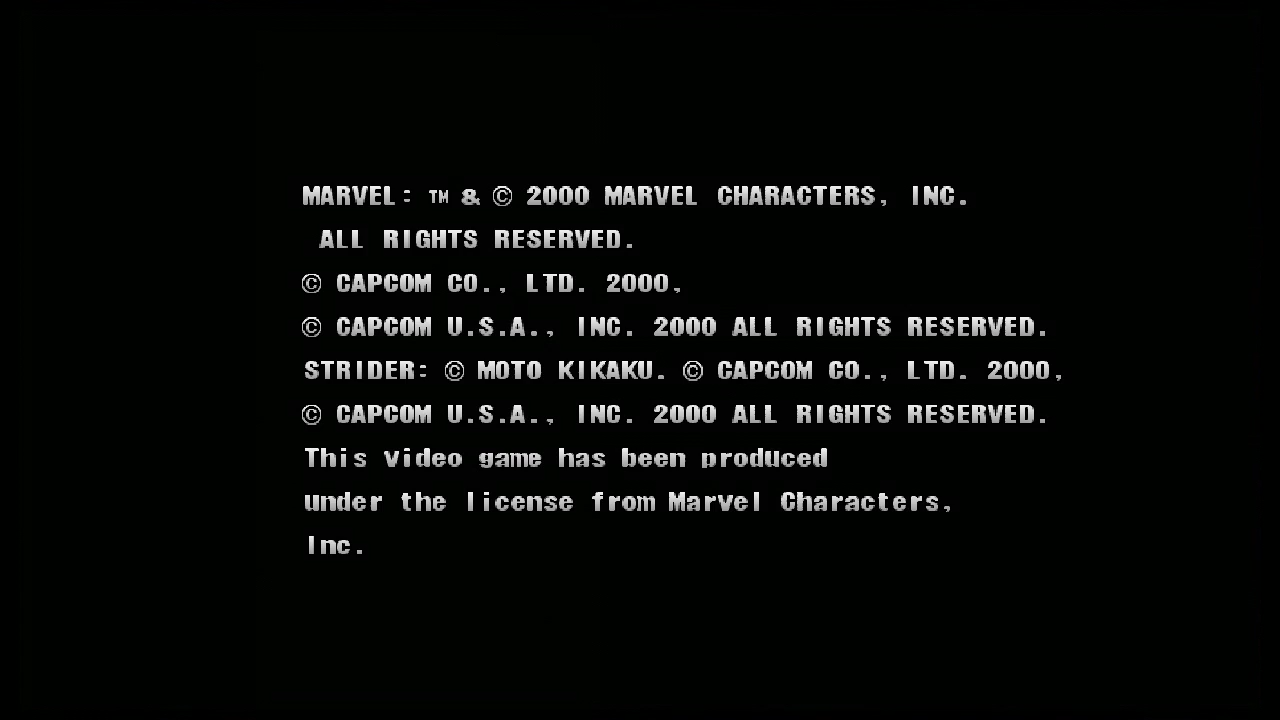 MARVEL: ™ & © 2000 MARVEL CHARACTERS, INC.
ALL RIGHTS RESERVED.
© CAPCOM CO., LTD. 2000,
© CAPCOM U.S.A., INC. 2000 ALL RIGHTS RESERVED.
STRIDER: © MOTO KIKAKU. © CAPCOM CO., LTD. 2000,
© CAPCOM U.S.A., INC. 2000 ALL RIGHTS RESERVED.
This video game has been produced
under the license from Marvel Characters,
Inc.